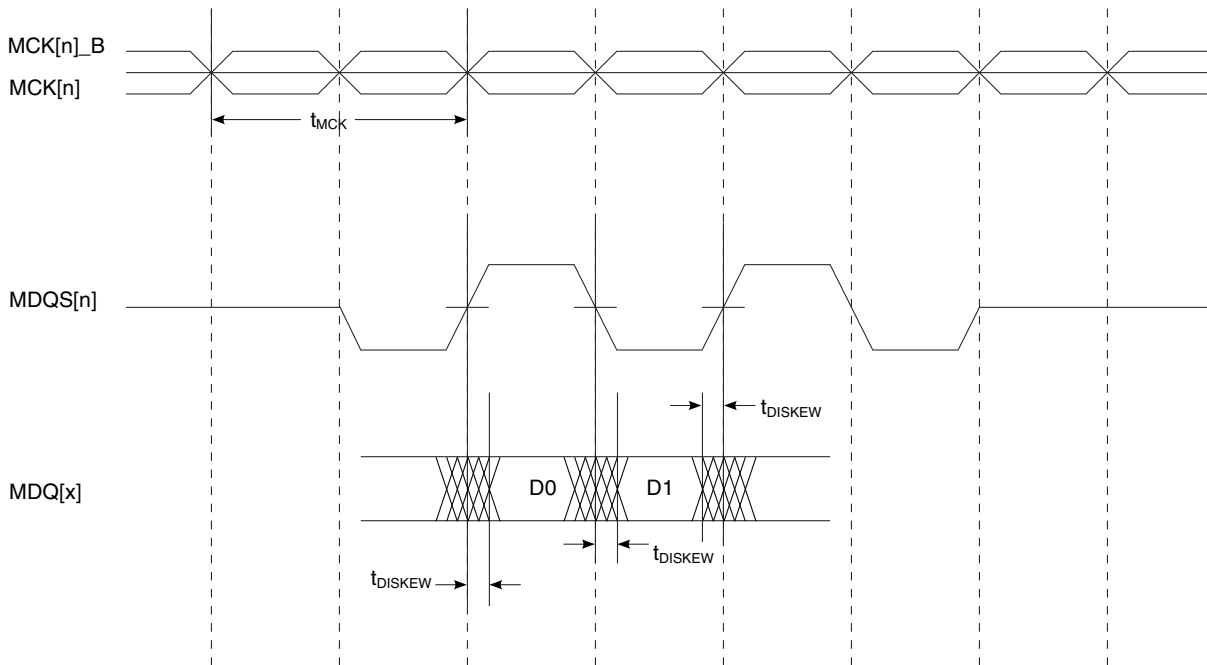 MCK[n]_B
MCK[n]
tMCK
MDQS[n]
tDISKEW
MDQ[x]
D0
D1
tDISKEW
tDISKEW